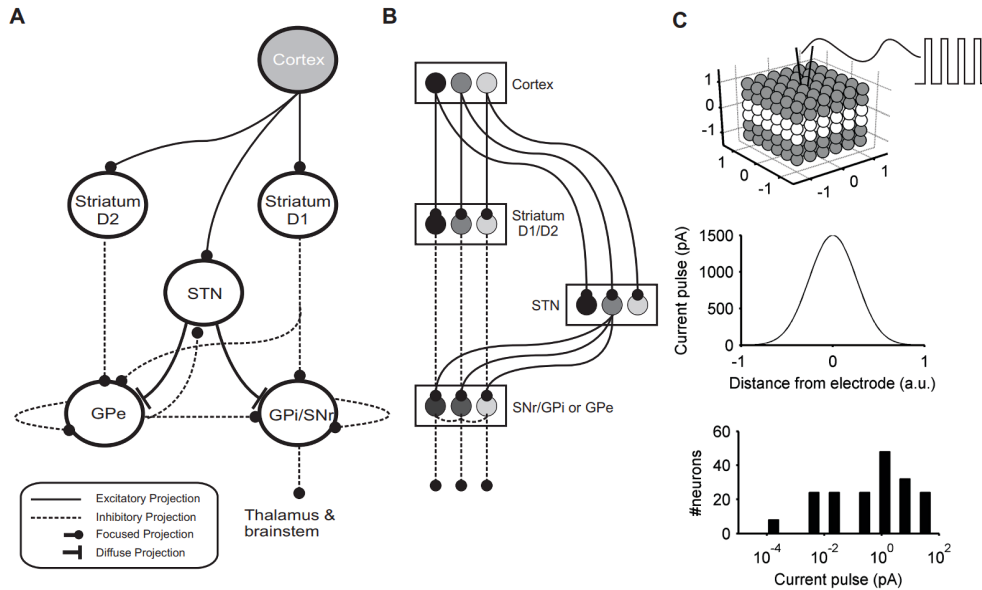 A
Cortex
Striatum
D2
Striatum
D1
STN
GPe
GPi/SNr
Excitatory Projection
Inhibitory Projection
Focused Projection
Diffuse Projection
Thalamus &
brainstem
B
Cortex
Striatum
D1/D2
STN
SNr/GPi or GPe
C
1
0
-1
1
0
-1
-1
0
1
Current pulse (pA)
1500
1000
500
0
-1
0
1
Distance from electrode (a.u.)
#neurons
60
40
20
0
10^-4
10^-2
10^0
10^2
Current pulse (pA)